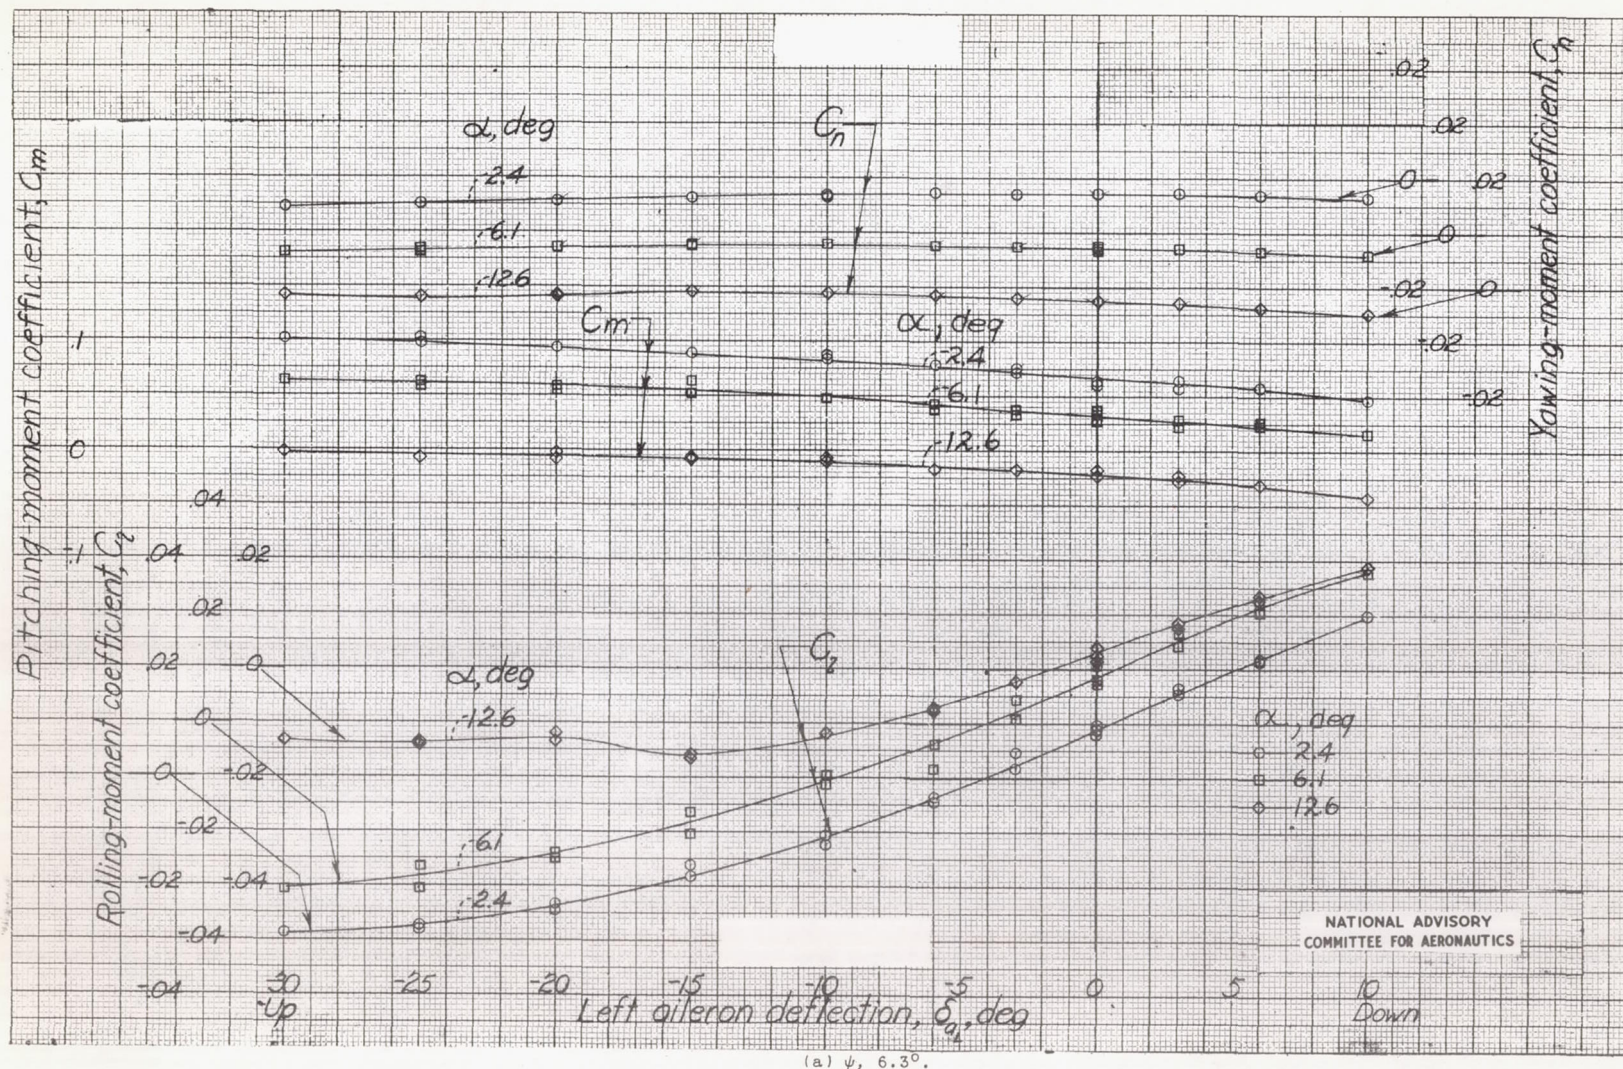 .02
α, deg
Cn
.02
2.4
0
.02
6.1
0
12.6
-.02
0
Cm
α, deg
.1
2.4
-.02
6.1
-.02
0
12.6
.04
-.1
.04
.02
.02
.02
0
α, deg
Cl
12.6
0
α, deg
0
-.02
2.4
6.1
-.02
12.6
6.1
-.02
-.04
2.4
-.04
NATIONAL ADVISORY
COMMITTEE FOR AERONAUTICS
-.04
-30
-25
-20
-15
-10
-5
0
5
10
Up
Left aileron deflection, δaL, deg
Down
Pitching-moment coefficient, Cm
Rolling-moment coefficient, Cl
Yawing-moment coefficient, Cn
(a) ψ, 6.3°.